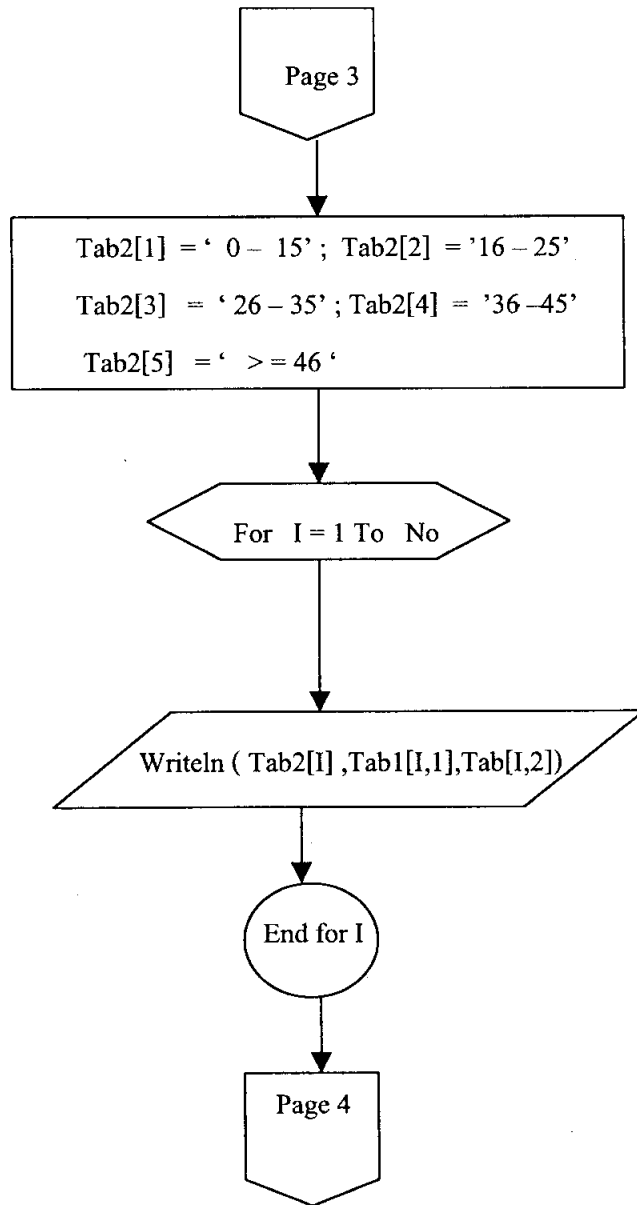 Page 3
Tab2[1] = ‘ 0 – 15’ ; Tab2[2] = ’16 – 25’
Tab2[3] = ‘ 26 – 35’ ; Tab2[4] = ’36 –45’
Tab2[5] = ‘ > = 46 ‘
For I = 1 To No
Writeln ( Tab2[I] ,Tab1[I,1],Tab[I,2])
End for I
Page 4